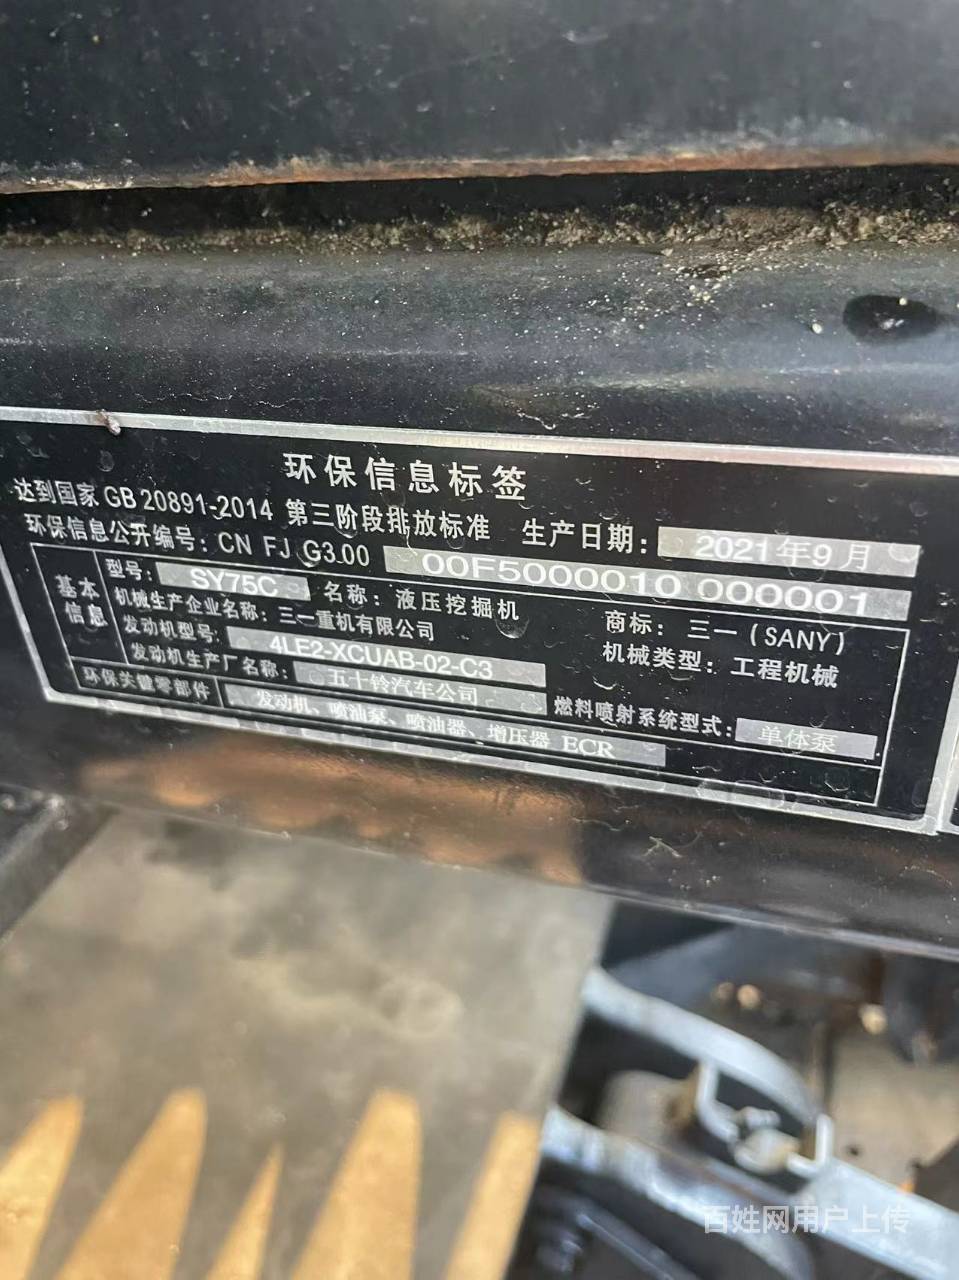 环保信息标签
达到国家 GB 20891-2014 第三阶段排放标准 生产日期: 2021年9月
环保信息公开编号: CN FJ G3.00 00F5000010 000001
基本信息
型号: SY75C 名称: 液压挖掘机 商标: 三一 (SANY)
机械生产企业名称: 三一重机有限公司 机械类型: 工程机械
发动机型号: 4LE2-XCUAB-02-C3
发动机生产厂名称: 五十铃汽车公司 燃料喷射系统型式: 单体泵
环保关键零部件 发动机、喷油泵、喷油器、增压器 ECR
百姓网用户上传